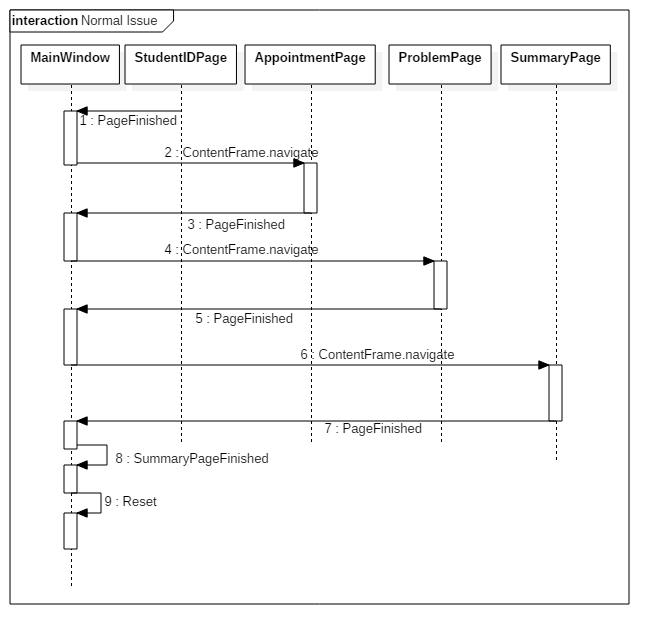 interaction Normal Issue
MainWindow StudentIDPage AppointmentPage ProblemPage SummaryPage
1 : PageFinished
2 : ContentFrame.navigate
3 : PageFinished
4 : ContentFrame.navigate
5 : PageFinished
6 : ContentFrame.navigate
7 : PageFinished
8 : SummaryPageFinished
9 : Reset